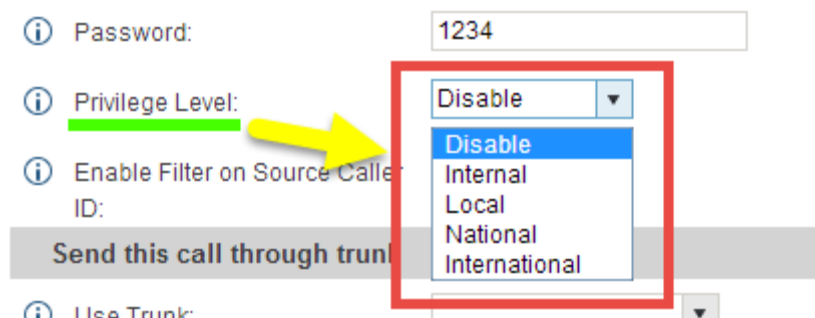 Password: 1234
Privilege Level: Disable
Disable
Enable Filter on Source Caller Internal
ID: Local
National
Send this call through trunk
International
Use Trunk: